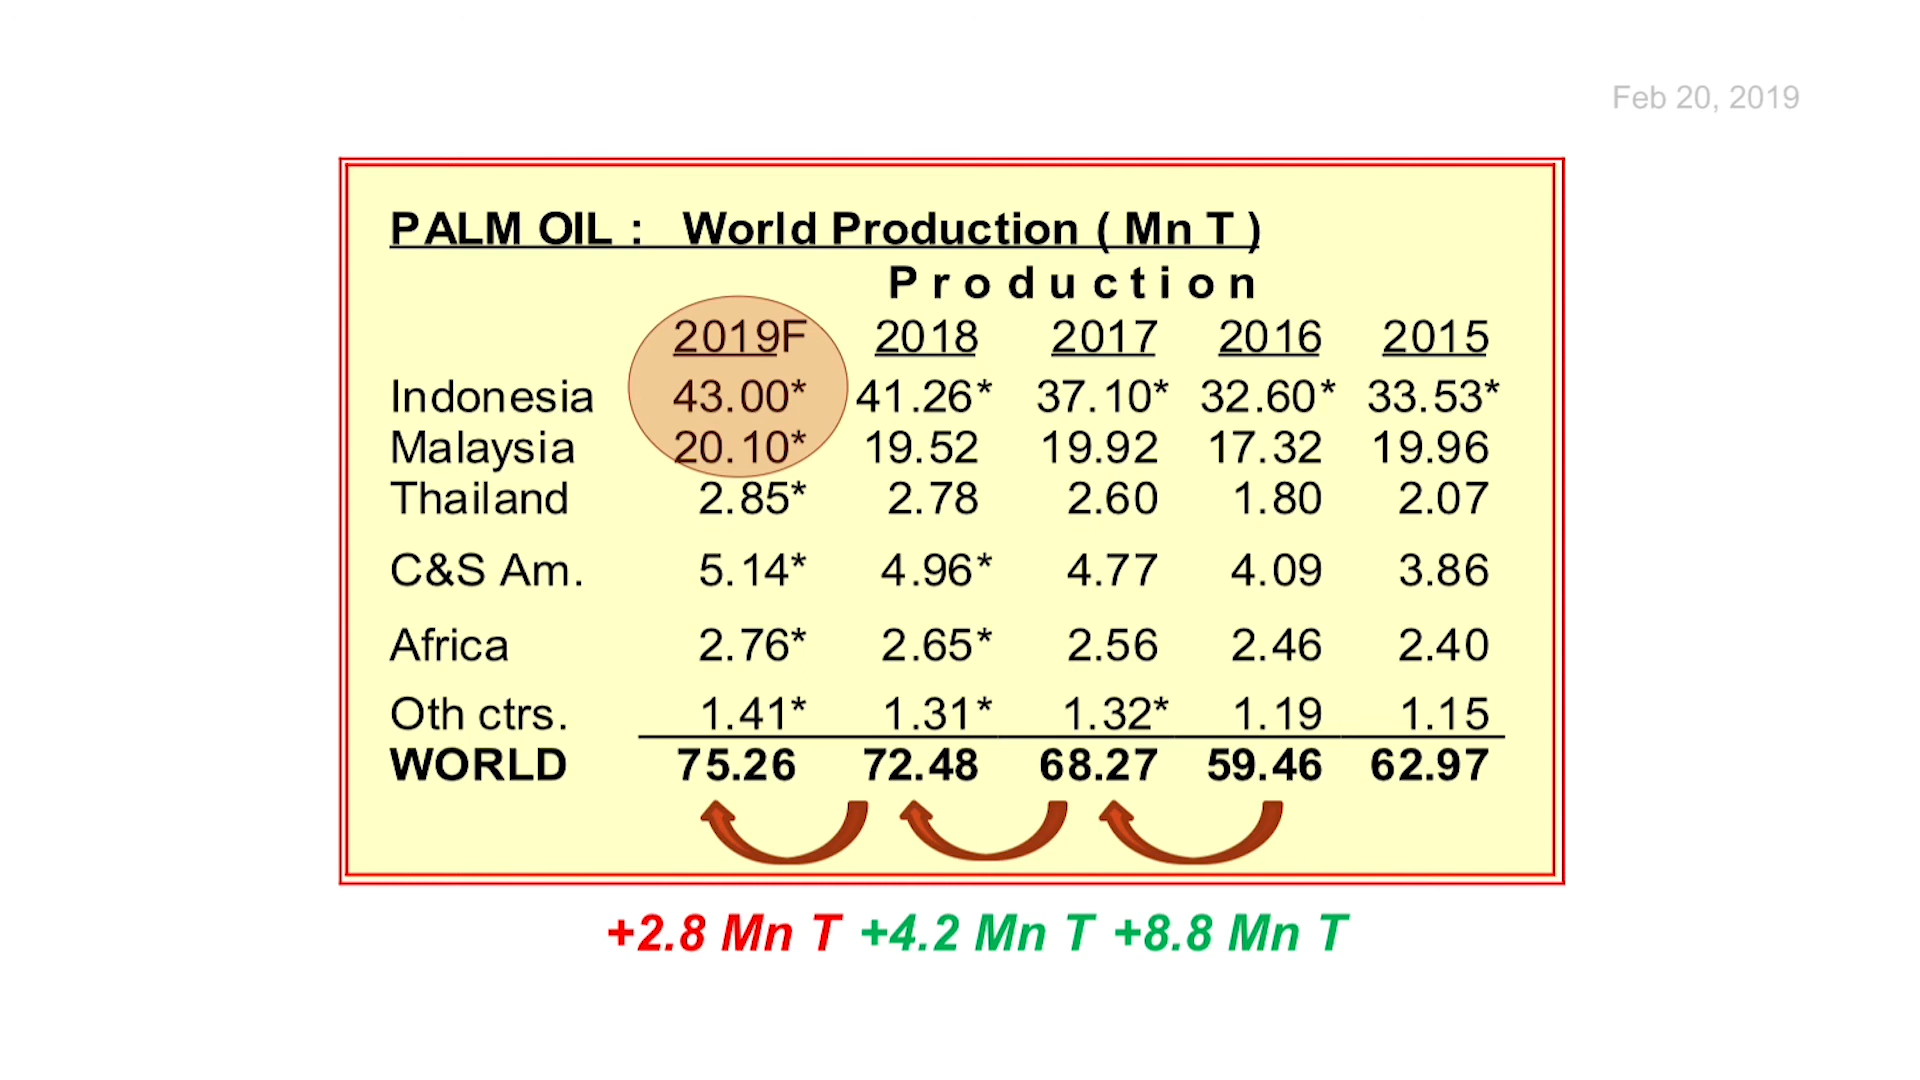 Feb 20, 2019
PALM OIL : World Production ( Mn T )
Production
2019F 2018 2017 2016 2015
Indonesia 43.00* 41.26* 37.10* 32.60* 33.53*
Malaysia 20.10* 19.52 19.92 17.32 19.96
Thailand 2.85* 2.78 2.60 1.80 2.07
C&S Am. 5.14* 4.96* 4.77 4.09 3.86
Africa 2.76* 2.65* 2.56 2.46 2.40
Oth ctrs. 1.41* 1.31* 1.32* 1.19 1.15
WORLD 75.26 72.48 68.27 59.46 62.97
+2.8 Mn T +4.2 Mn T +8.8 Mn T